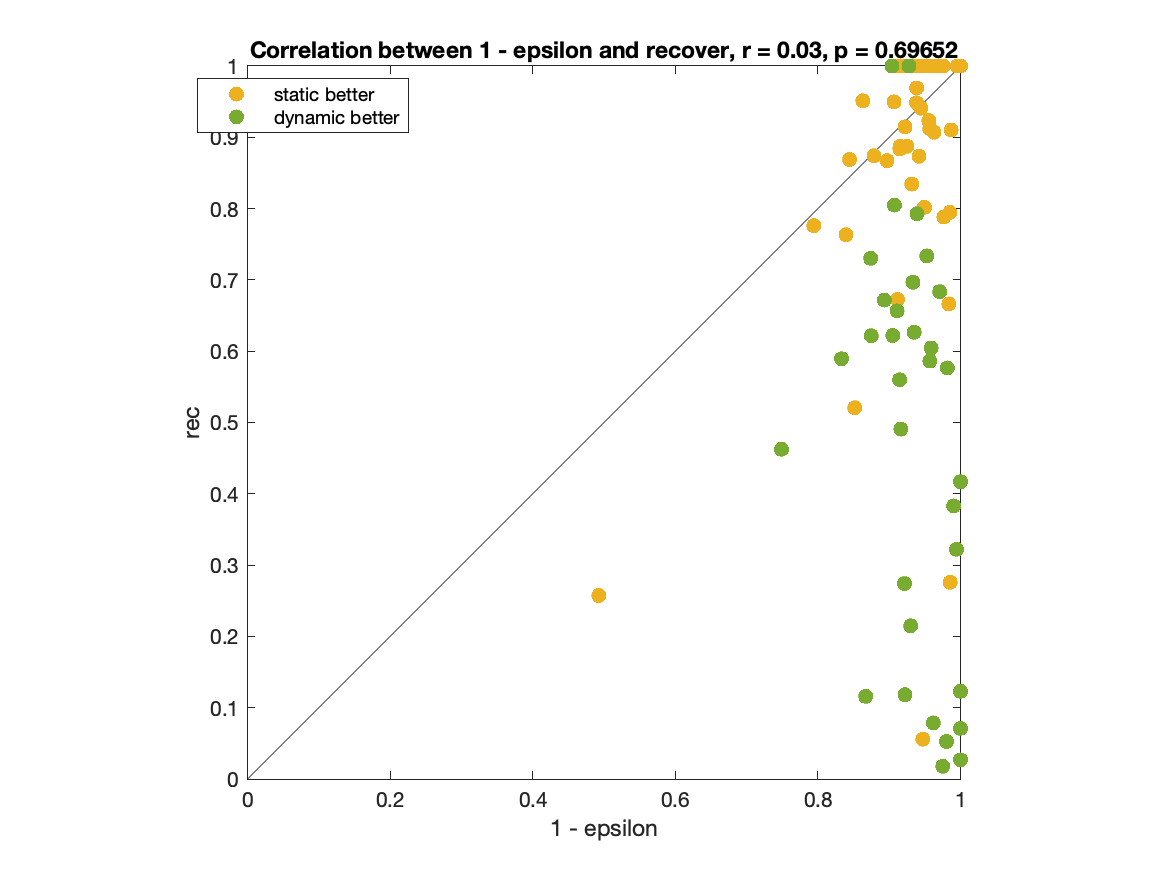 Correlation between 1 - epsilon and recover, r = 0.03, p = 0.69652
1
static better
dynamic better
0.9
0.8
0.7
0.6
0.5
0.4
0.3
0.2
0.1
0
rec
0 0.2 0.4 0.6 0.8 1
1 - epsilon